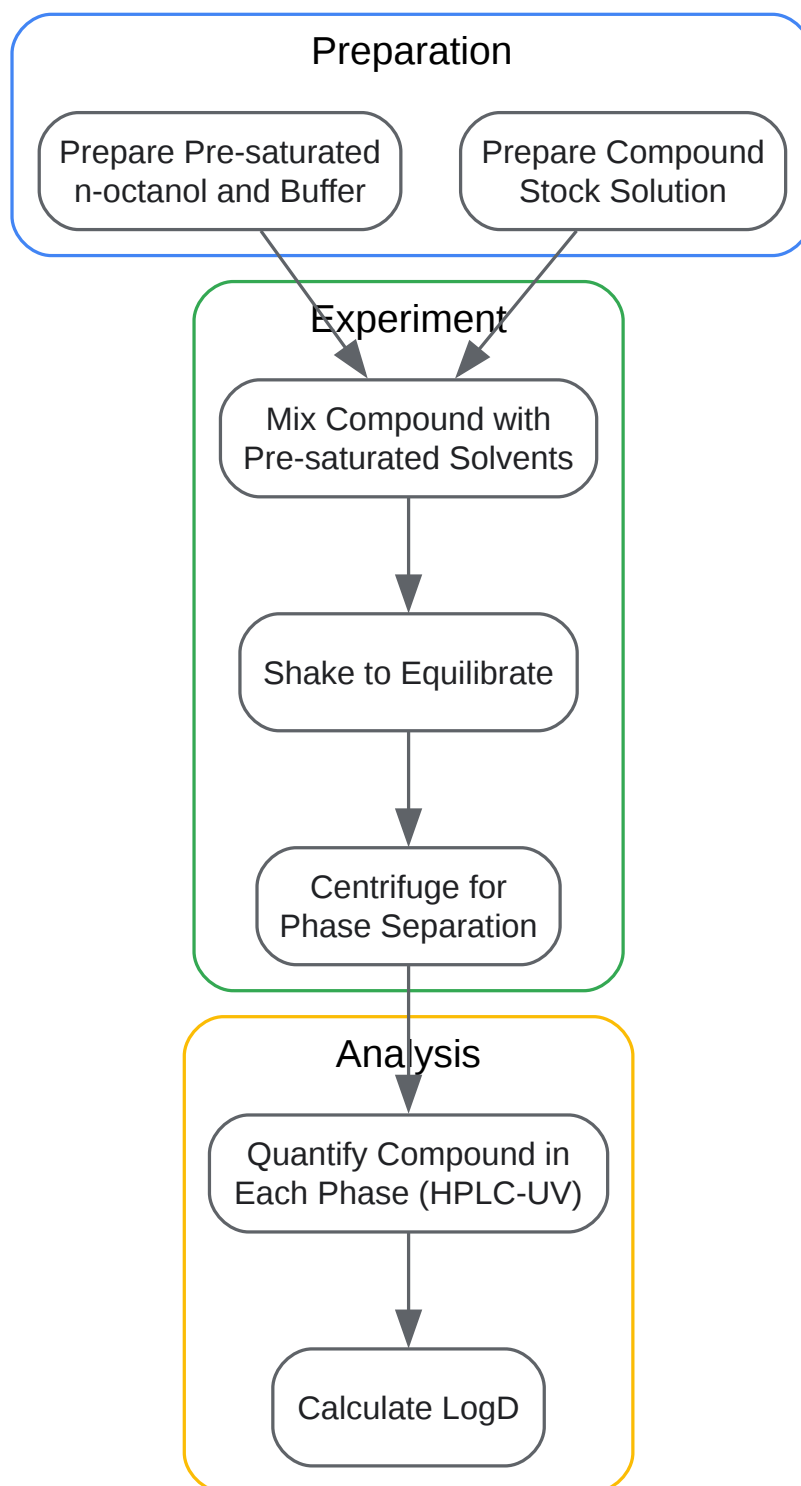 Preparation
Prepare Pre-saturated
n-octanol and Buffer
Prepare Compound
Stock Solution
Experiment
Mix Compound with
Pre-saturated Solvents
Shake to Equilibrate
Centrifuge for
Phase Separation
Analysis
Quantify Compound in
Each Phase (HPLC-UV)
Calculate LogD